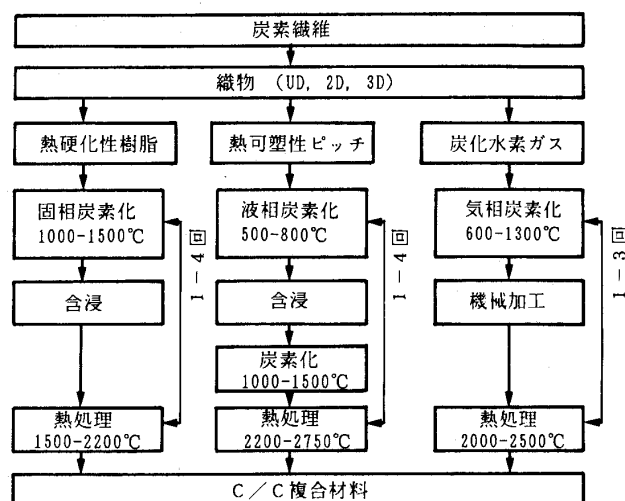 炭素繊維
織物 (UD, 2D, 3D)
熱硬化性樹脂
熱可塑性ピッチ
炭化水素ガス
固相炭素化
1000-1500℃
液相炭素化
500-800℃
気相炭素化
600-1300℃
1-4回
1-4回
1-3回
含浸
含浸
機械加工
炭素化
1000-1500℃
熱処理
1500-2200℃
熱処理
2200-2750℃
熱処理
2000-2500℃
C/C複合材料